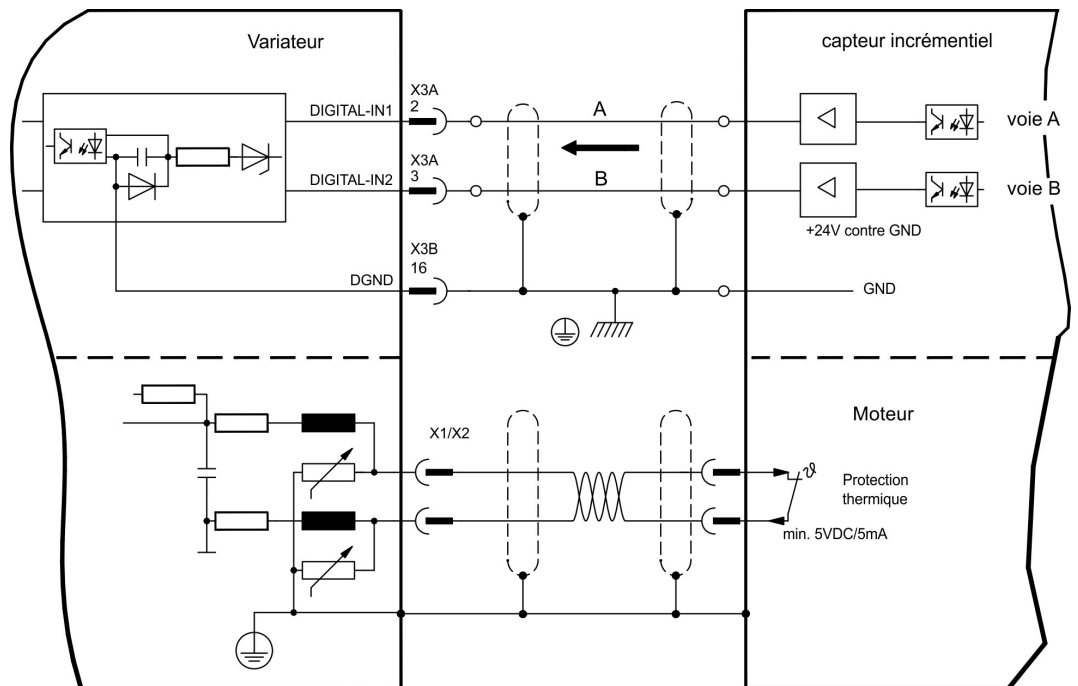 Variateur
capteur incrémentiel
X3A
2
DIGITAL-IN1
A
voie A
X3A
3
DIGITAL-IN2
B
voie B
+24V contre GND
X3B
16
DGND
GND
Moteur
X1/X2
ϑ
Protection
thermique
min. 5VDC/5mA